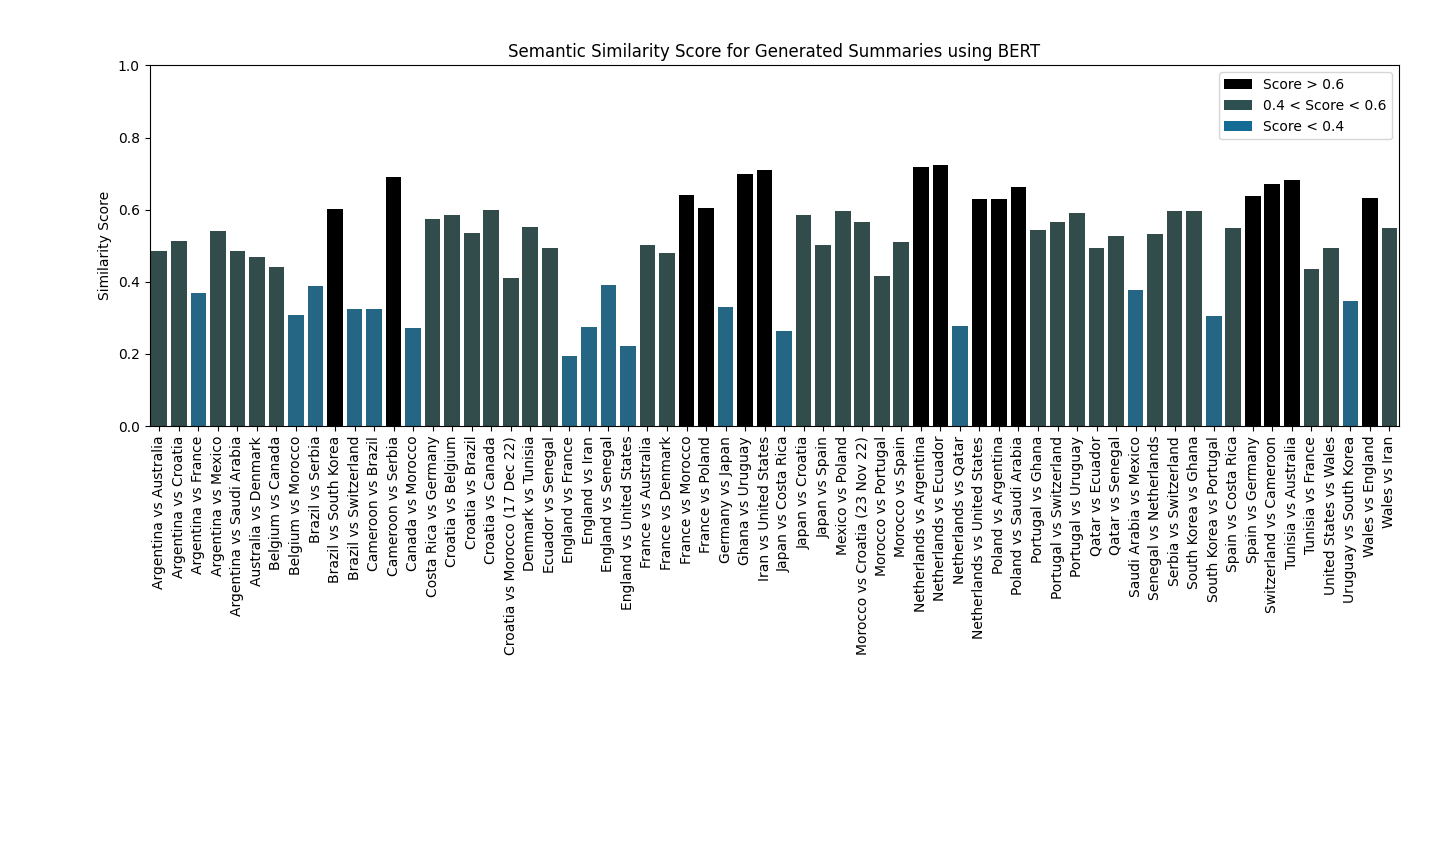 Semantic Similarity Score for Generated Summaries using BERT
Score > 0.6
0.4 < Score < 0.6
Score < 0.4
Similarity Score
1.0
0.8
0.6
0.4
0.2
0.0
Argentina vs Australia
Argentina vs Croatia
Argentina vs France
Argentina vs Mexico
Argentina vs Saudi Arabia
Australia vs Denmark
Belgium vs Canada
Belgium vs Morocco
Brazil vs Serbia
Brazil vs South Korea
Brazil vs Switzerland
Cameroon vs Brazil
Cameroon vs Serbia
Canada vs Morocco
Costa Rica vs Germany
Croatia vs Belgium
Croatia vs Brazil
Croatia vs Canada
Croatia vs Morocco (17 Dec 22)
Denmark vs Tunisia
Ecuador vs Senegal
England vs France
England vs Iran
England vs Senegal
England vs United States
France vs Australia
France vs Denmark
France vs Morocco
France vs Poland
Germany vs Japan
Ghana vs Uruguay
Iran vs United States
Japan vs Costa Rica
Japan vs Croatia
Japan vs Spain
Mexico vs Poland
Morocco vs Croatia (23 Nov 22)
Morocco vs Portugal
Morocco vs Spain
Netherlands vs Argentina
Netherlands vs Ecuador
Netherlands vs Qatar
Netherlands vs United States
Poland vs Argentina
Poland vs Saudi Arabia
Portugal vs Ghana
Portugal vs Switzerland
Portugal vs Uruguay
Qatar vs Ecuador
Qatar vs Senegal
Saudi Arabia vs Mexico
Senegal vs Netherlands
Serbia vs Switzerland
South Korea vs Ghana
South Korea vs Portugal
Spain vs Costa Rica
Spain vs Germany
Switzerland vs Cameroon
Tunisia vs Australia
Tunisia vs France
United States vs Wales
Uruguay vs South Korea
Wales vs England
Wales vs Iran